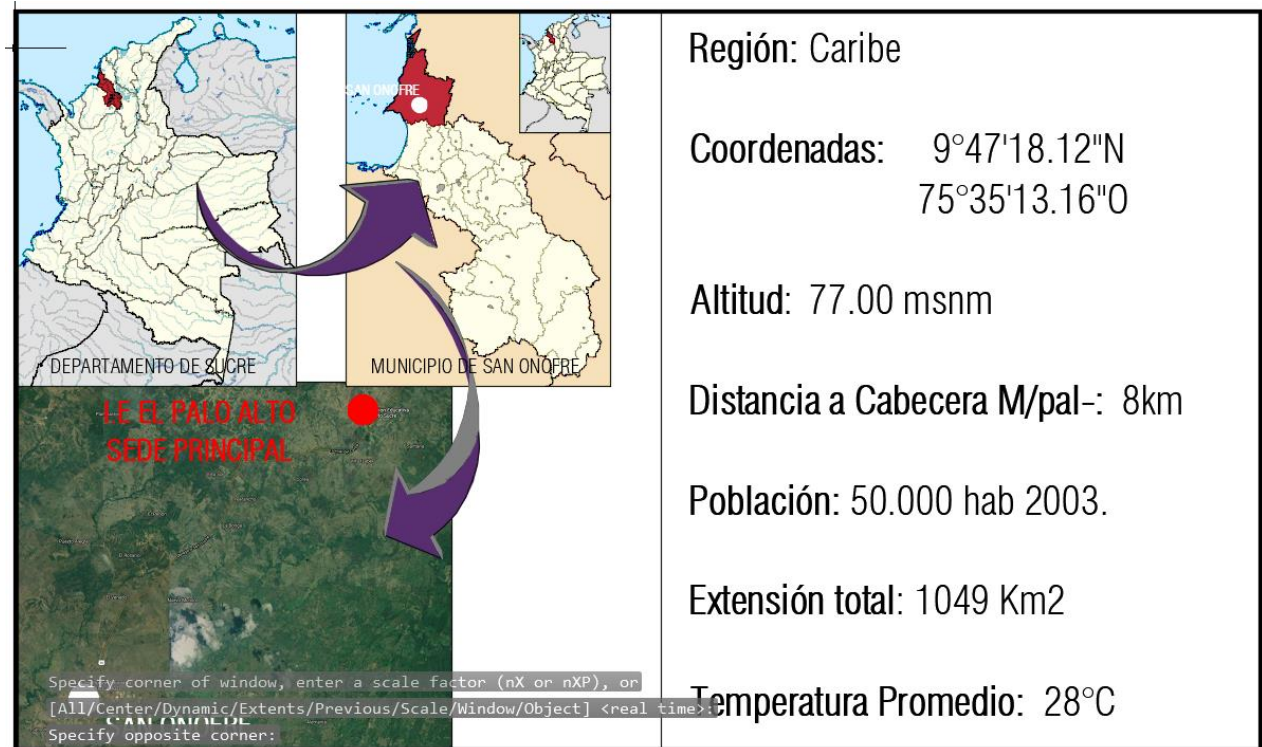 SAN ONOFRE
DEPARTAMENTO DE SUCRE
MUNICIPIO DE SAN ONOFRE
I.E EL PALO ALTO
SEDE PRINCIPAL
SAN ONOFRE
Specify corner of window, enter a scale factor (nX or nXP), or
[All/Center/Dynamic/Extents/Previous/Scale/Window/Object] <real time>:
Specify opposite corner:
Región: Caribe
Coordenadas: 9°47'18.12"N
75°35'13.16"O
Altitud: 77.00 msnm
Distancia a Cabecera M/pal-: 8km
Población: 50.000 hab 2003.
Extensión total: 1049 Km2
Temperatura Promedio: 28°C